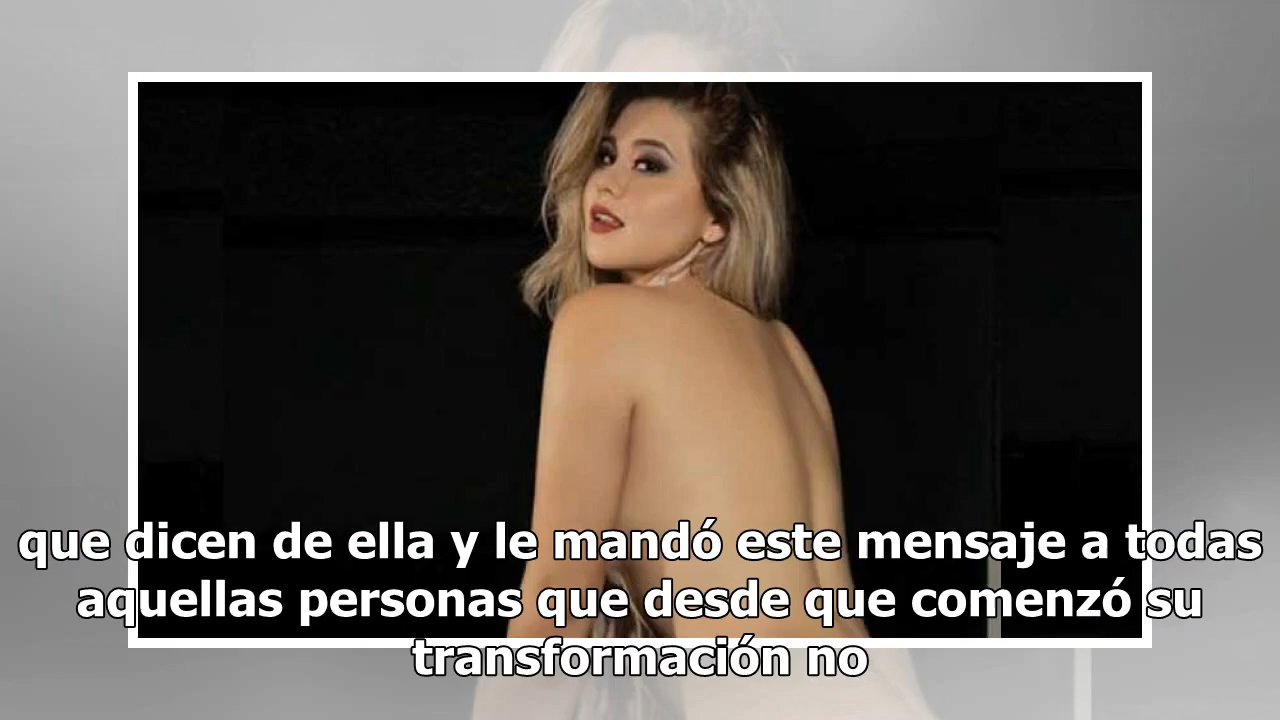 que dicen de ella y le mandó este mensaje a todas
aquellas personas que desde que comenzó su
transformación no